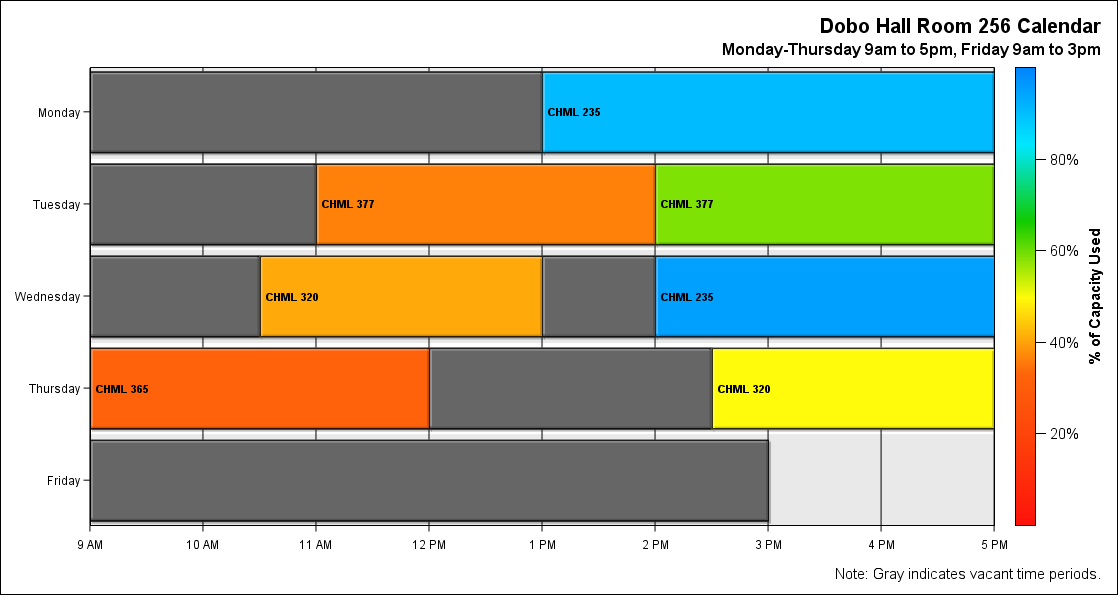 Dobo Hall Room 256 Calendar
Monday-Thursday 9am to 5pm, Friday 9am to 3pm
Monday
CHML 235
Tuesday
CHML 377
CHML 377
Wednesday
CHML 320
CHML 235
Thursday
CHML 365
CHML 320
Friday
9 AM
10 AM
11 AM
12 PM
1 PM
2 PM
3 PM
4 PM
5 PM
80%
60%
40%
20%
% of Capacity Used
Note: Gray indicates vacant time periods.